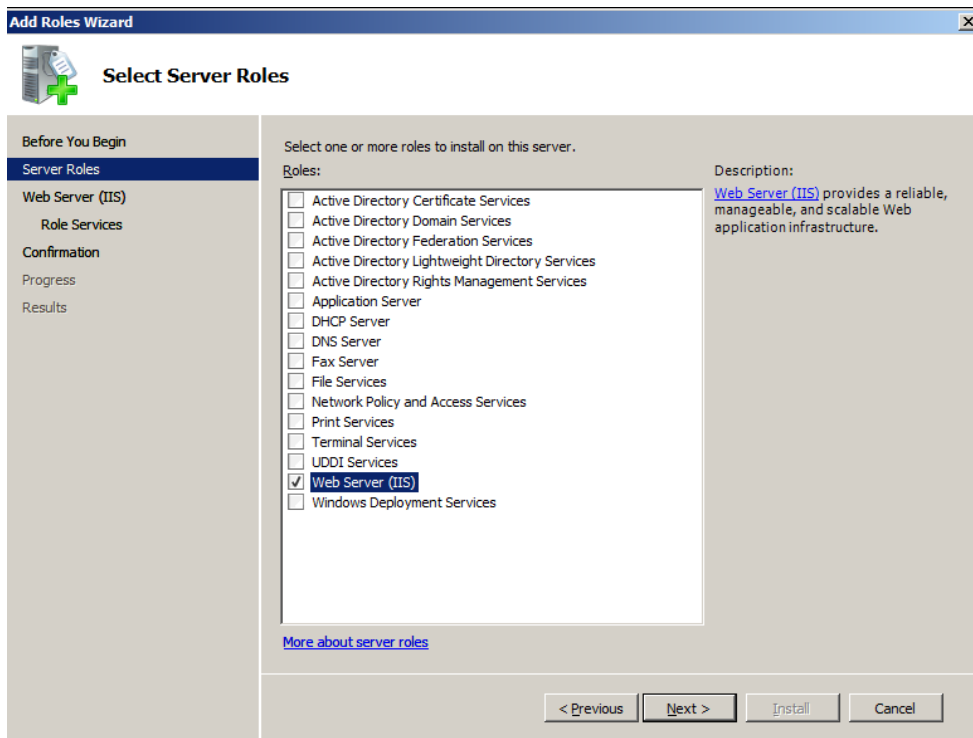 Add Roles Wizard
Select Server Roles
Before You Begin
Server Roles
Web Server (IIS)
Role Services
Confirmation
Progress
Results
Select one or more roles to install on this server.
Roles:
Active Directory Certificate Services
Active Directory Domain Services
Active Directory Federation Services
Active Directory Lightweight Directory Services
Active Directory Rights Management Services
Application Server
DHCP Server
DNS Server
Fax Server
File Services
Network Policy and Access Services
Print Services
Terminal Services
UDDI Services
Web Server (IIS)
Windows Deployment Services
More about server roles
Description:
Web Server (IIS) provides a reliable,
manageable, and scalable Web
application infrastructure.
< Previous
Next >
Install
Cancel